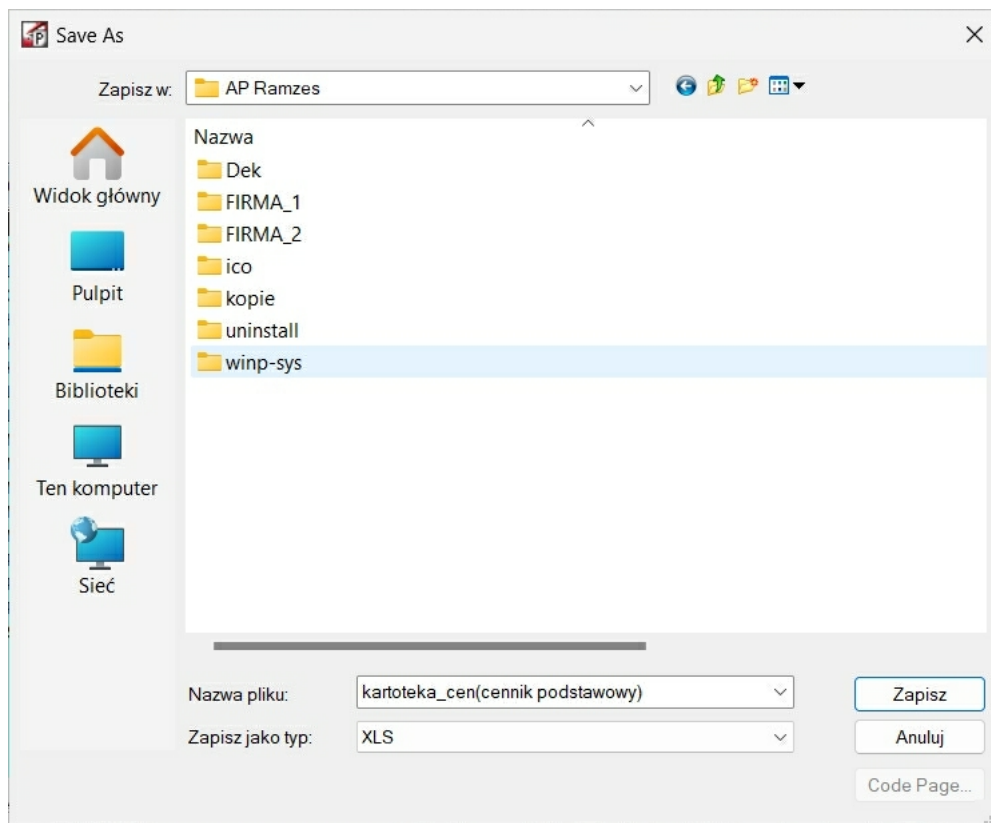 Save As
Zapisz w: AP Ramzes
Nazwa
Dek
FIRMA_1
FIRMA_2
ico
kopie
uninstall
winp-sys
Widok główny
Pulpit
Biblioteki
Ten komputer
Sieć
Nazwa pliku: kartoteka_cen(cennik podstawowy) Zapisz
Zapisz jako typ: XLS Anuluj
Code Page...